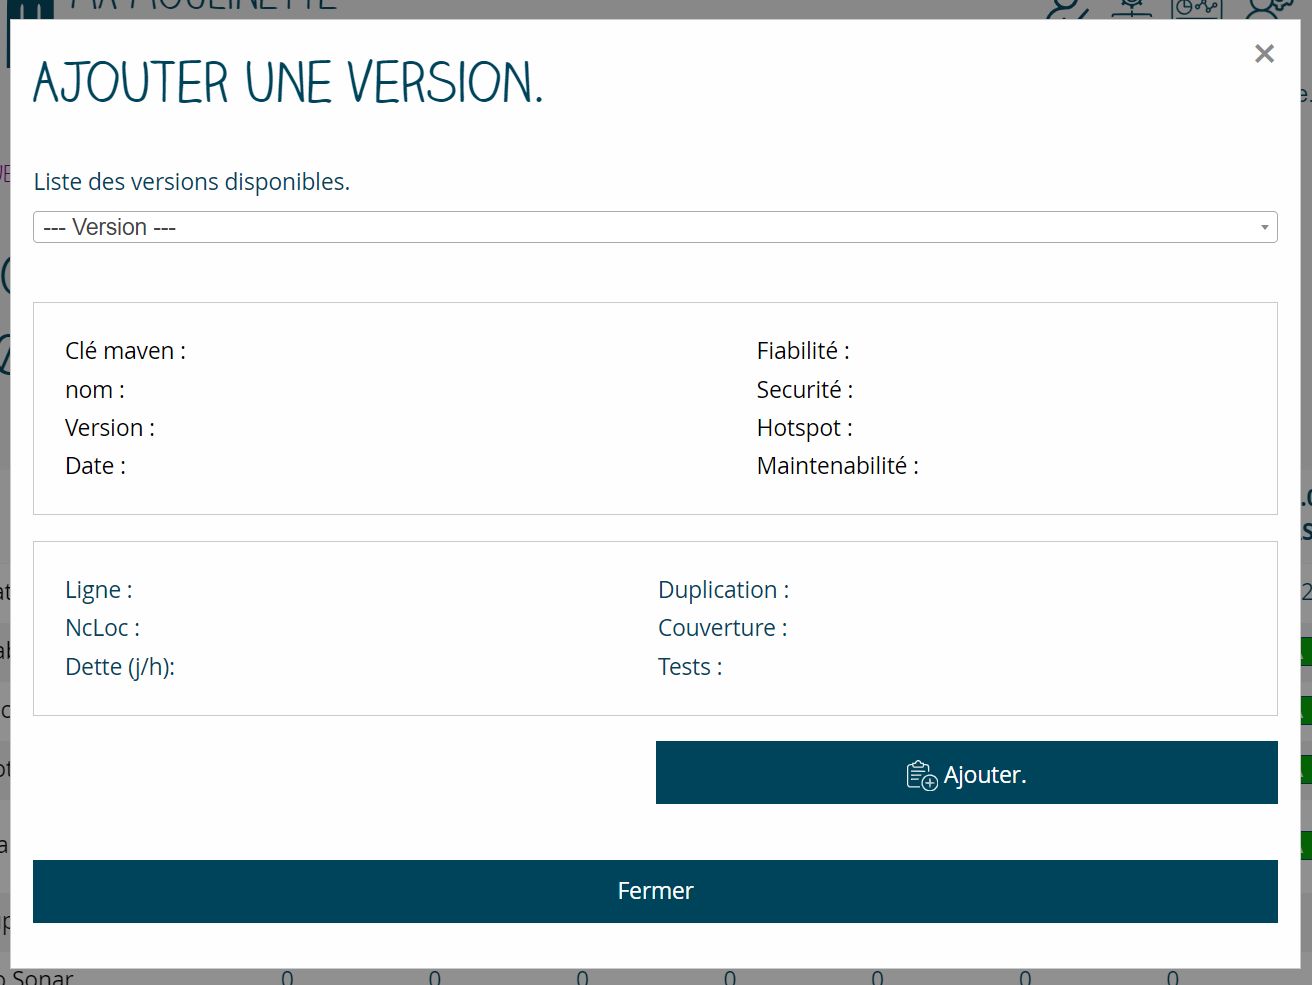 AJOUTER UNE VERSION.
Liste des versions disponibles.
--- Version ---
Clé maven :
nom :
Version :
Date :
Fiabilité :
Securité :
Hotspot :
Maintenabilité :
Ligne :
NcLoc :
Dette (j/h):
Duplication :
Couverture :
Tests :
Ajouter.
Fermer
Sonar 0 0 0 0 0 0 0